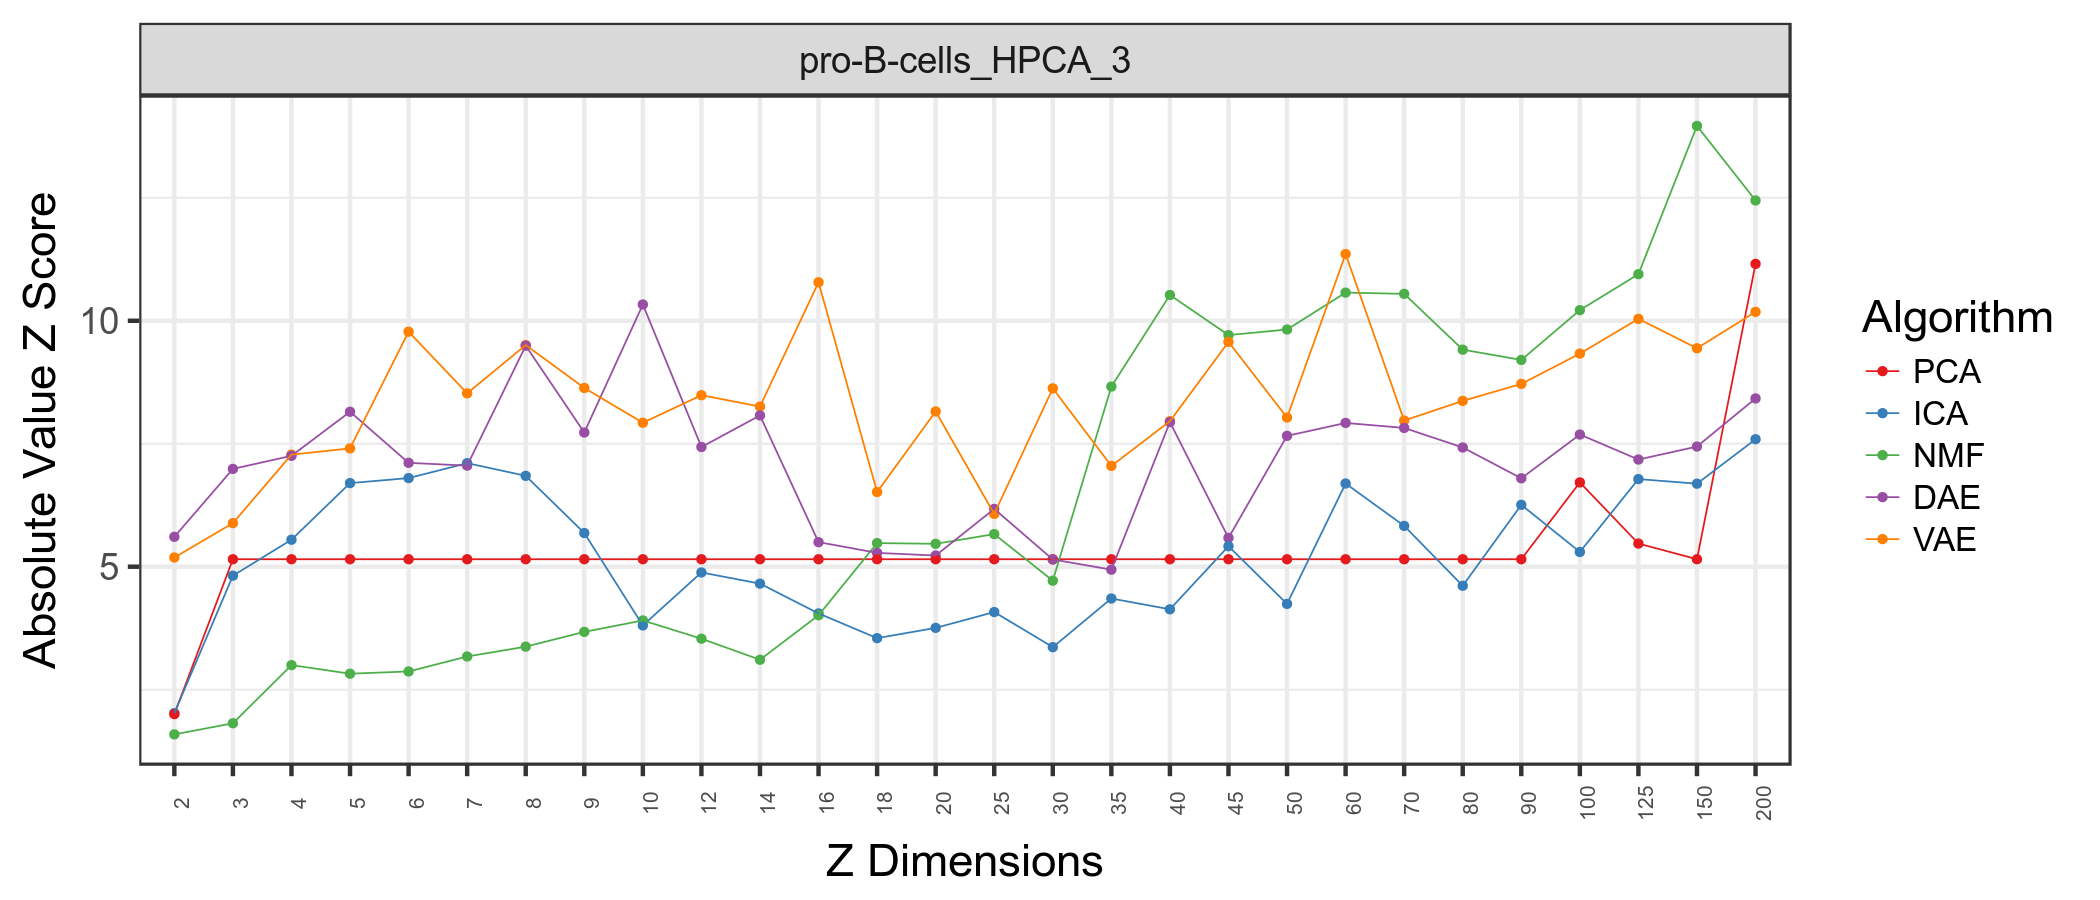 pro-B-cells_HPCA_3
Absolute Value Z Score
10
5
2 3 4 5 6 7 8 9 10 12 14 16 18 20 25 30 35 40 45 50 60 70 80 90 100 125 150 200
Z Dimensions
Algorithm
PCA
ICA
NMF
DAE
VAE